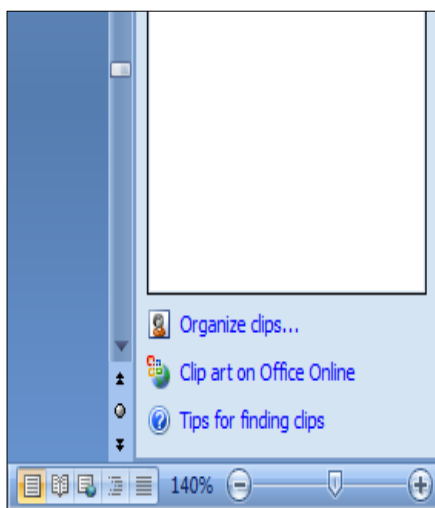 Organize clips...
Clip art on Office Online
Tips for finding clips
140%